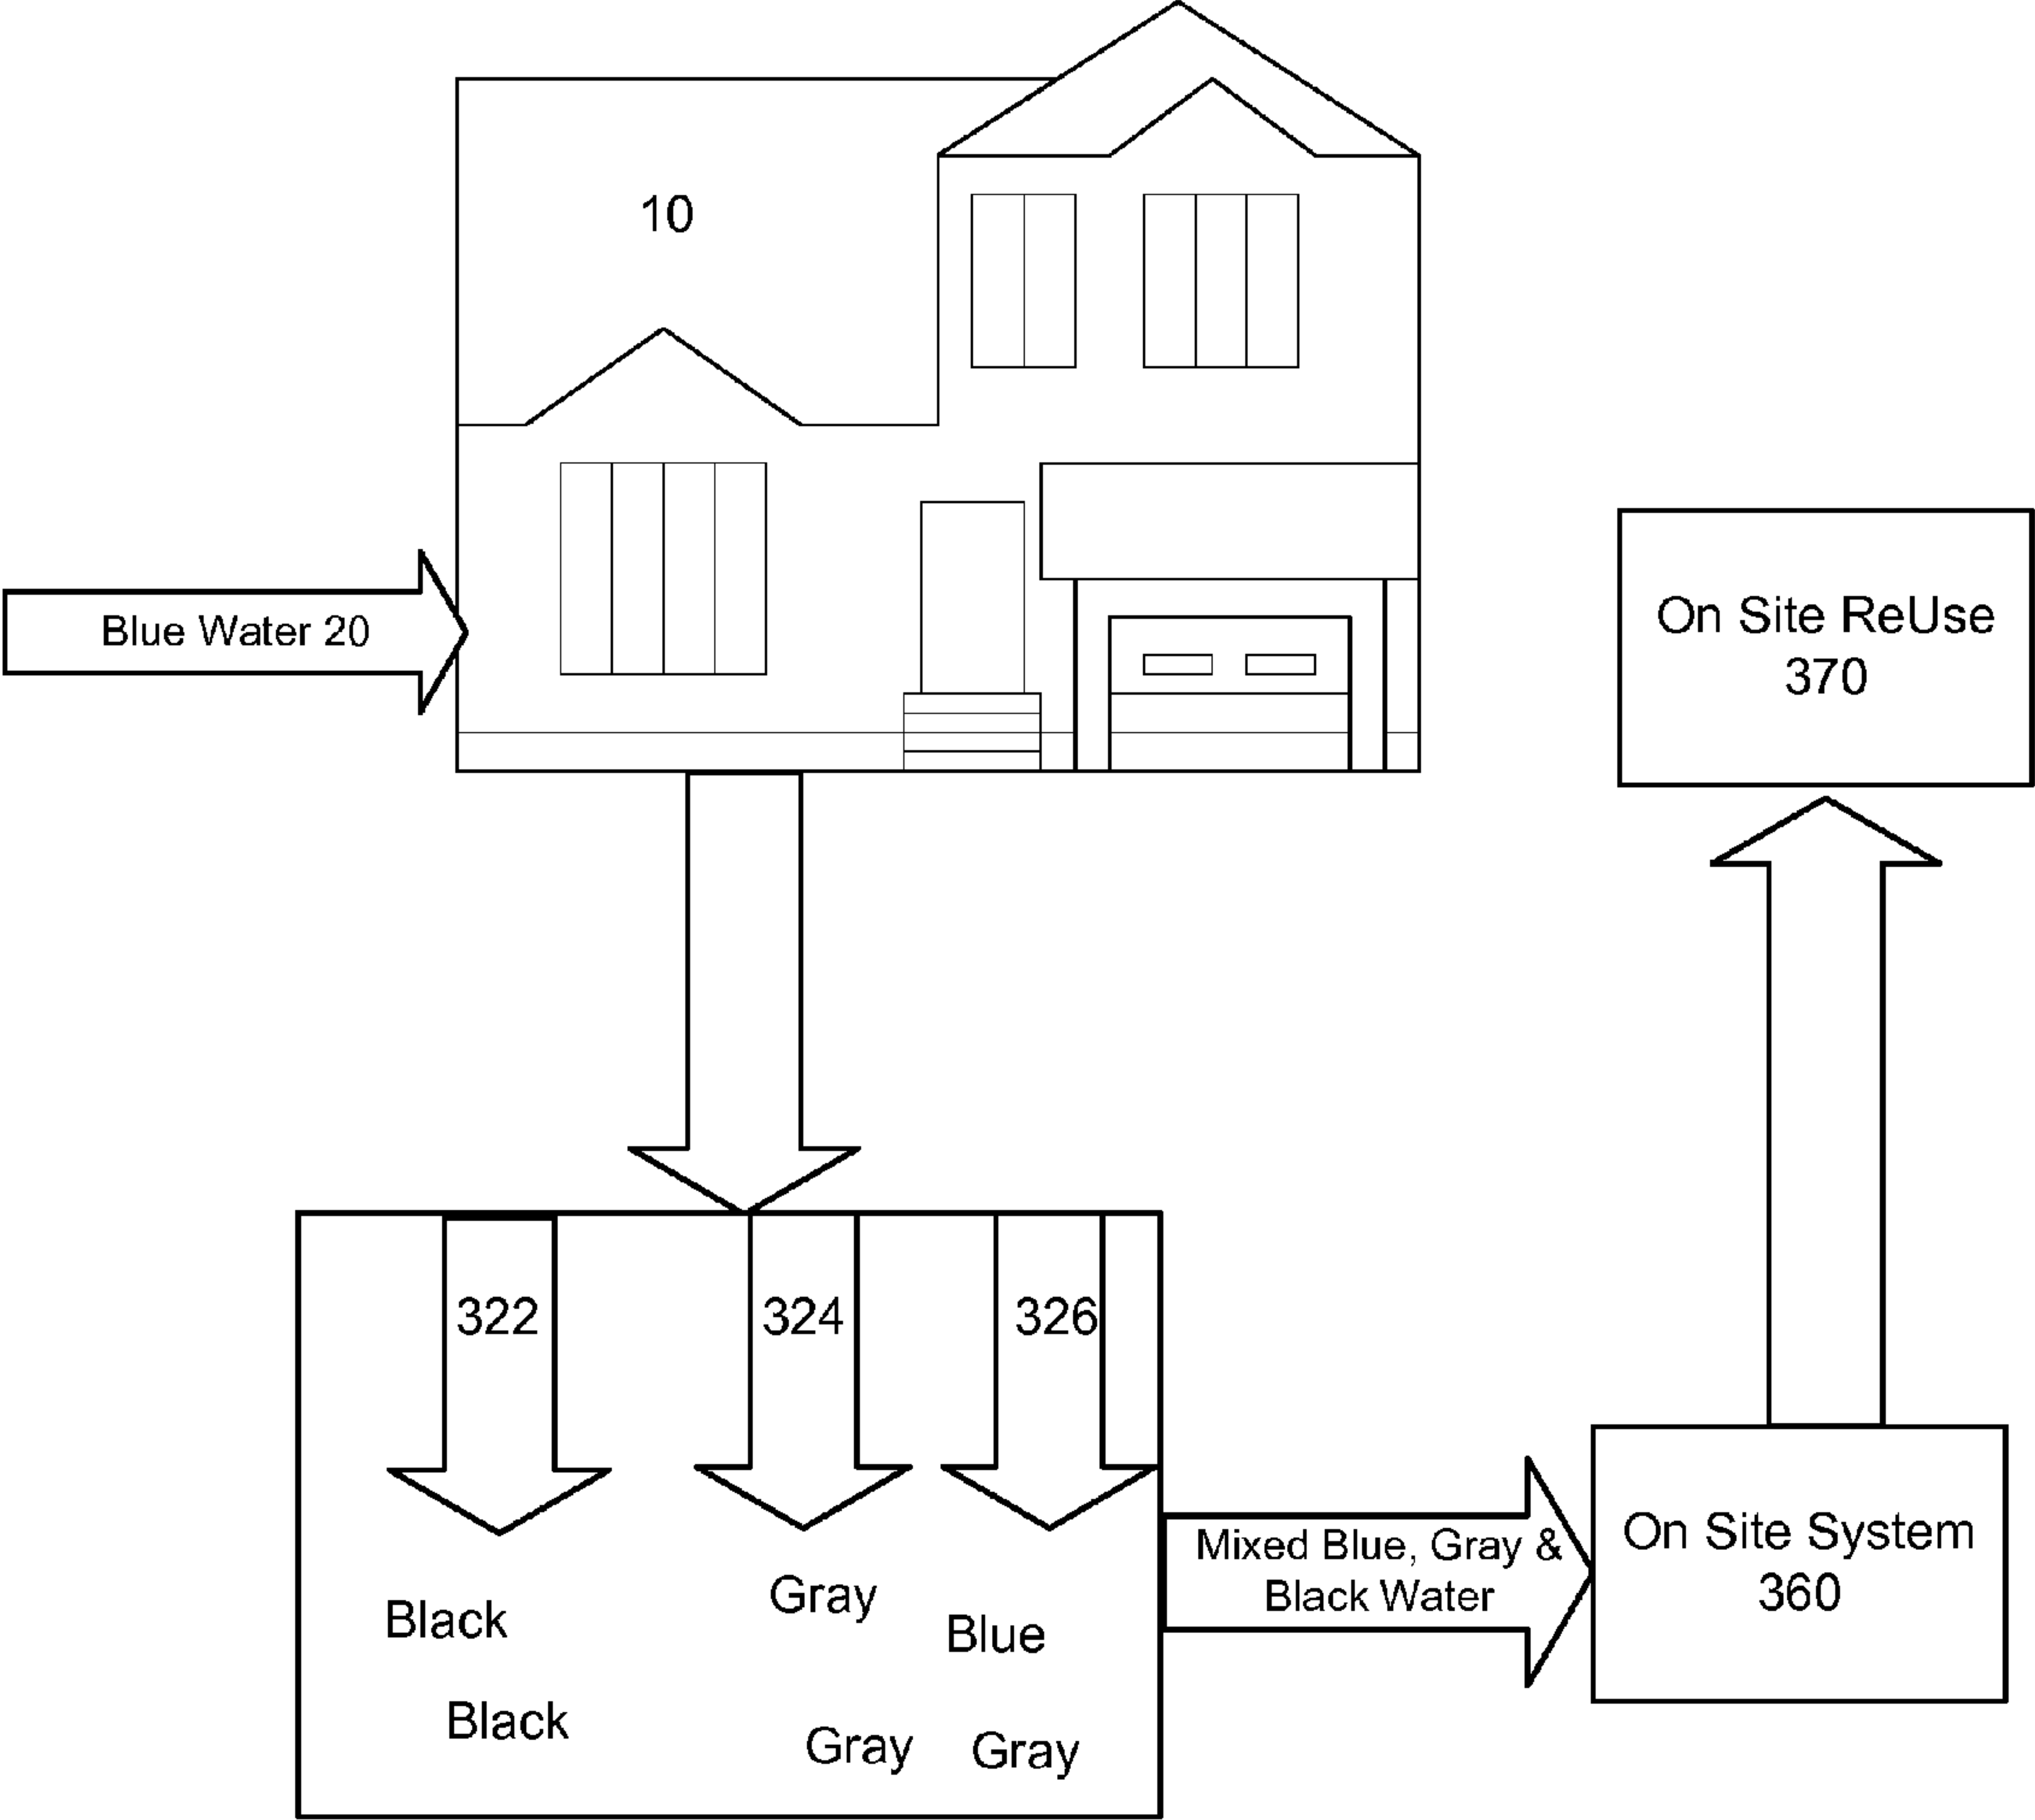 10
Blue Water 20
On Site ReUse
370
322
324
326
Black
Gray
Blue
Black
Gray
Gray
Mixed Blue, Gray &
Black Water
On Site System
360